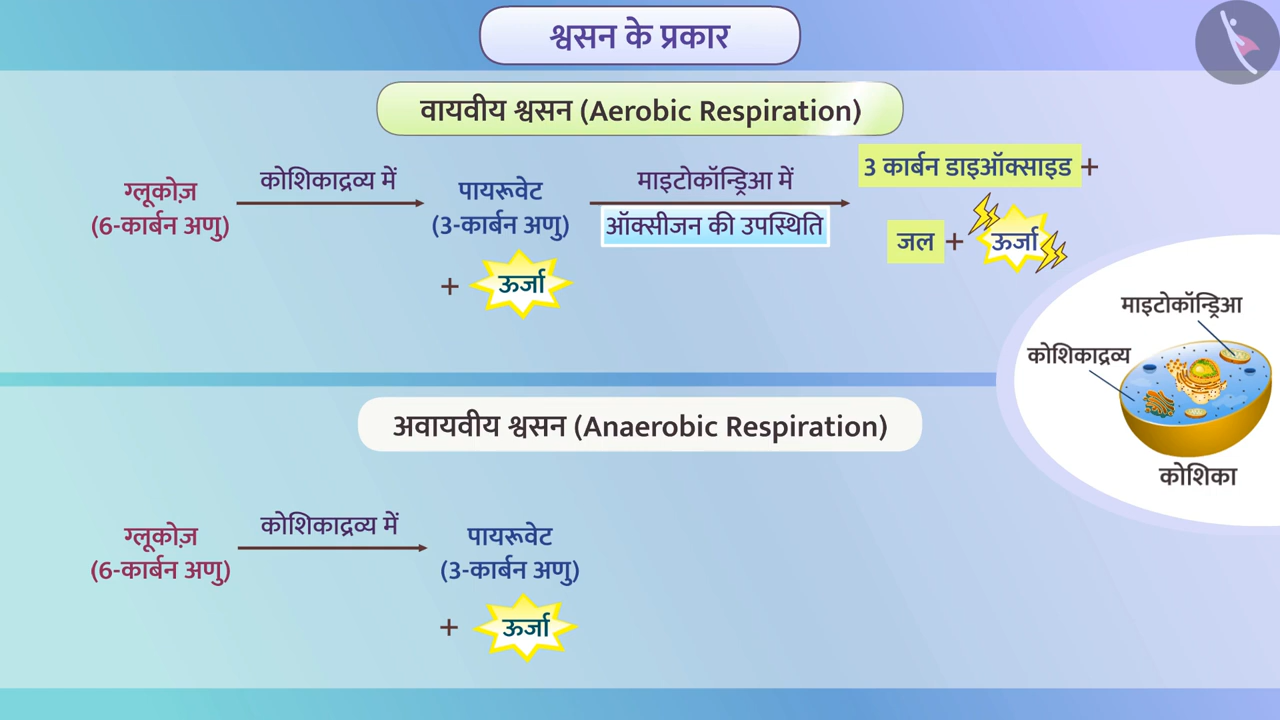 श्वसन के प्रकार
वायवीय श्वसन (Aerobic Respiration)
ग्लूकोज़
(6-कार्बन अणु)
कोशिकाद्रव्य में
पायरूवेट
(3-कार्बन अणु)
+ ऊर्जा
माइटोकॉन्ड्रिआ में
ऑक्सीजन की उपस्थिति
3 कार्बन डाइऑक्साइड +
जल + ऊर्जा
माइटोकॉन्ड्रिआ
कोशिकाद्रव्य
कोशिका
अवायवीय श्वसन (Anaerobic Respiration)
ग्लूकोज़
(6-कार्बन अणु)
कोशिकाद्रव्य में
पायरूवेट
(3-कार्बन अणु)
+ ऊर्जा